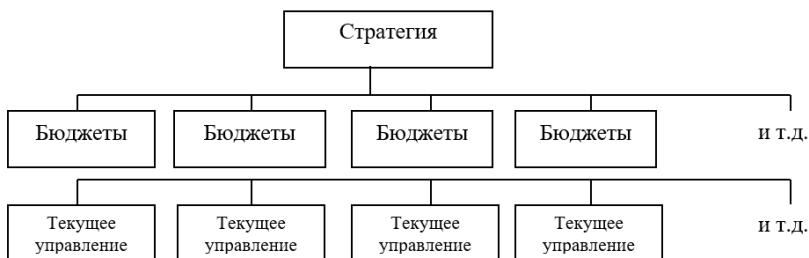 Стратегия
Бюджеты Бюджеты Бюджеты Бюджеты и т.д.
Текущее управление Текущее управление Текущее управление Текущее управление и т.д.